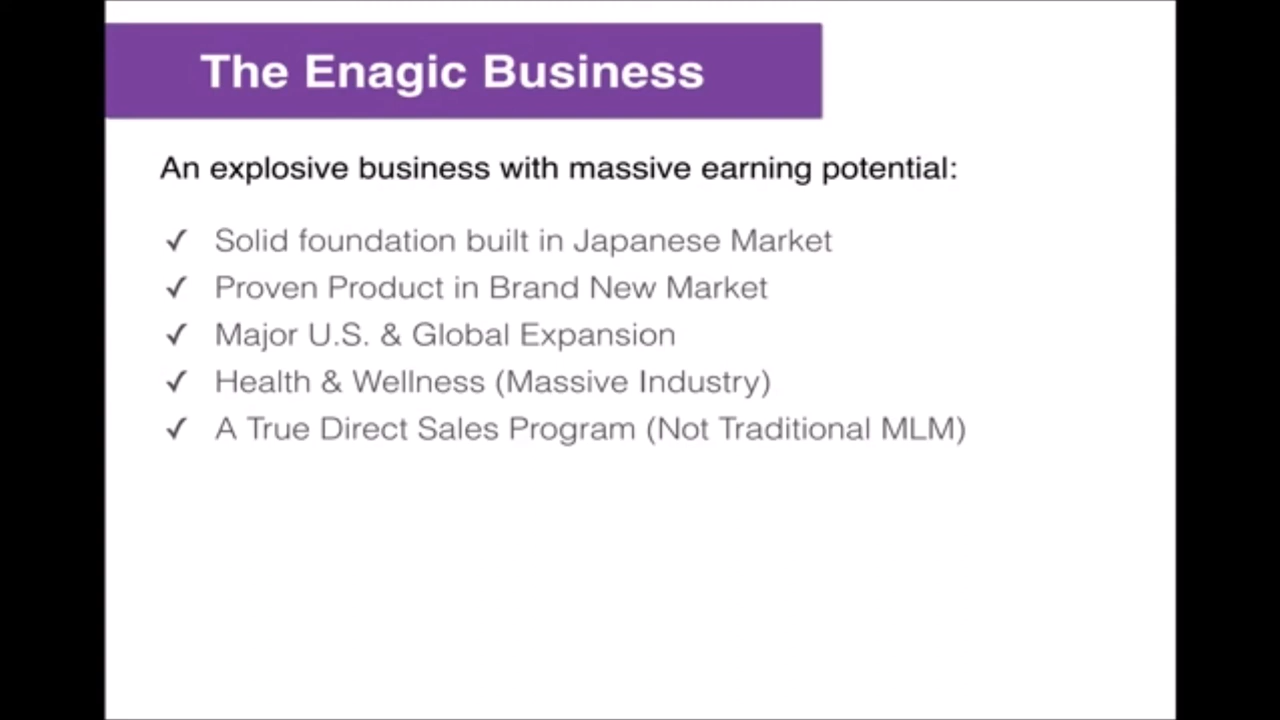 The Enagic Business
An explosive business with massive earning potential:
✓ Solid foundation built in Japanese Market
✓ Proven Product in Brand New Market
✓ Major U.S. & Global Expansion
✓ Health & Wellness (Massive Industry)
✓ A True Direct Sales Program (Not Traditional MLM)